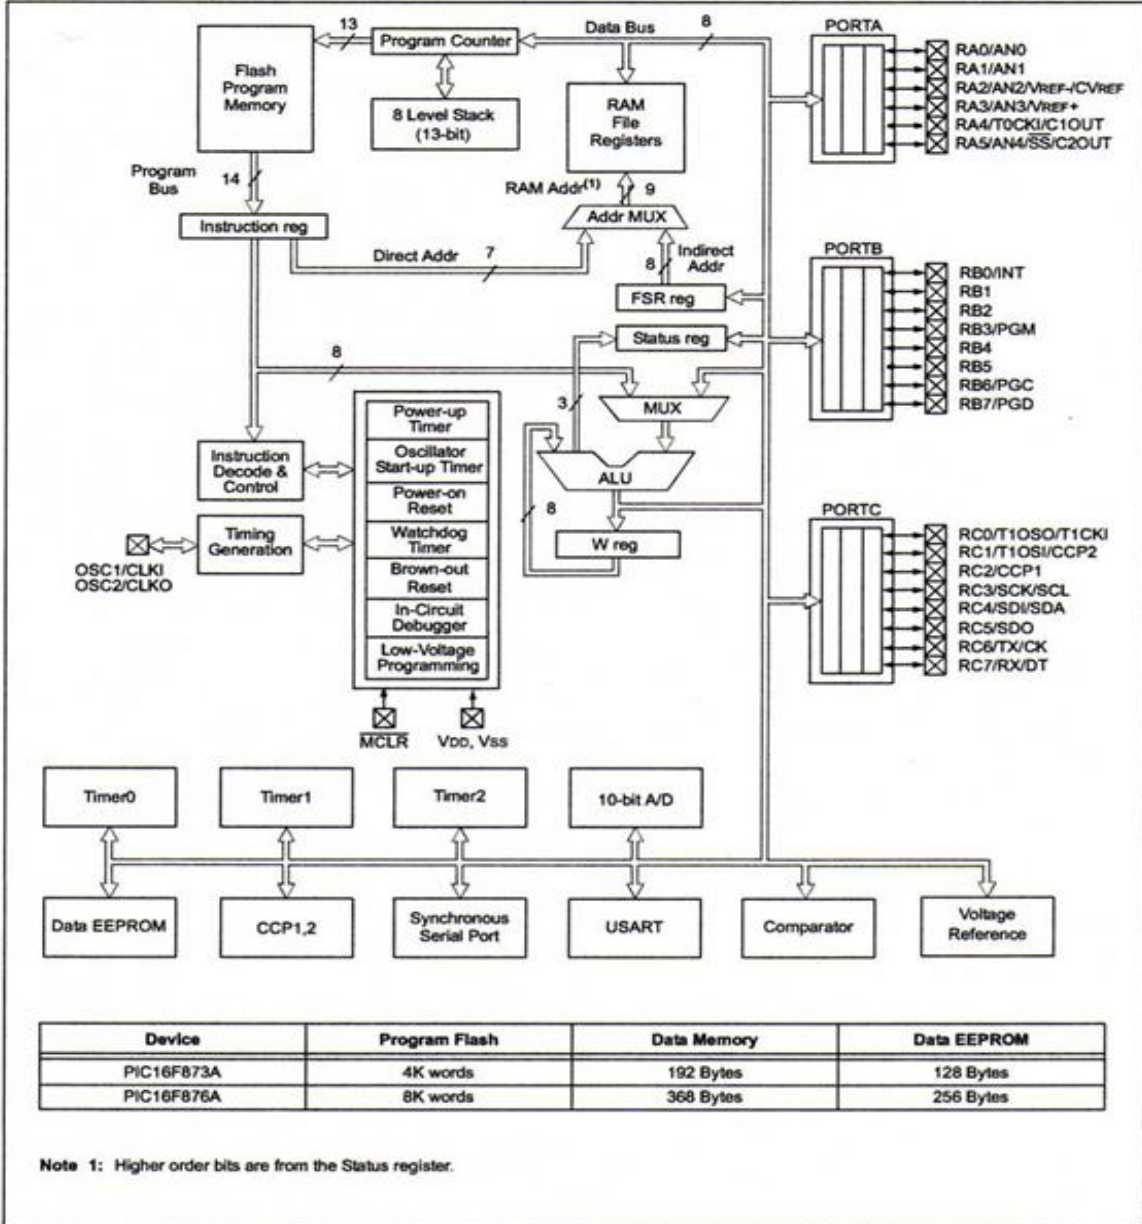 13
Program Counter
Data Bus
8
PORTA
Flash
Program
Memory
8 Level Stack
(13-bit)
RAM
File
Registers
RA0/AN0
RA1/AN1
RA2/AN2/VREF-/CVREF
RA3/AN3/VREF+
RA4/T0CKI/C1OUT
RA5/AN4/SS/C2OUT
Program
Bus
14
RAM Addr(1)
9
Instruction reg
Addr MUX
Direct Addr
7
8
Indirect
Addr
FSR reg
Status reg
PORTB
RB0/INT
RB1
RB2
RB3/PGM
RB4
RB5
RB6/PGC
RB7/PGD
8
3
MUX
Power-up
Timer
Instruction
Decode &
Control
Oscillator
Start-up Timer
ALU
Power-on
Reset
8
Timing
Generation
Watchdog
Timer
W reg
OSC1/CLKI
OSC2/CLKO
Brown-out
Reset
In-Circuit
Debugger
Low-Voltage
Programming
PORTC
RC0/T1OSO/T1CKI
RC1/T1OSI/CCP2
RC2/CCP1
RC3/SCK/SCL
RC4/SDI/SDA
RC5/SDO
RC6/TX/CK
RC7/RX/DT
MCLR
VDD, VSS
Timer0
Timer1
Timer2
10-bit A/D
Data EEPROM
CCP1,2
Synchronous
Serial Port
USART
Comparator
Voltage
Reference
Device Program Flash Data Memory Data EEPROM
PIC16F873A 4K words 192 Bytes 128 Bytes
PIC16F876A 8K words 368 Bytes 256 Bytes
Note 1: Higher order bits are from the Status register.